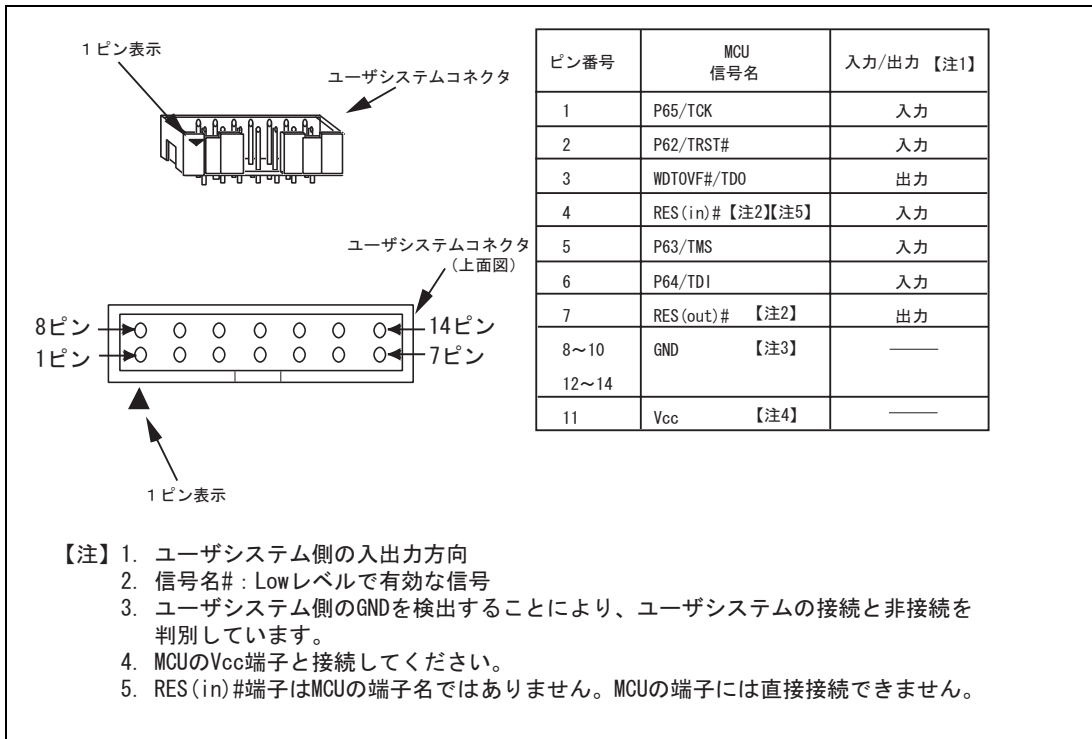 1ピン表示
ユーザシステムコネクタ
ユーザシステムコネクタ
(上面図)
8ピン
14ピン
1ピン
7ピン
1ピン表示
ピン番号 MCU 信号名 入力/出力 【注1】
1 P65/TCK 入力
2 P62/TRST# 入力
3 WDTOVF#/TDO 出力
4 RES(in)#【注2】【注5】 入力
5 P63/TMS 入力
6 P64/TDI 入力
7 RES(out)# 【注2】 出力
8〜10 GND 【注3】 ───
12〜14
11 Vcc 【注4】 ───
【注】1. ユーザシステム側の入出力方向
2. 信号名#:Lowレベルで有効な信号
3. ユーザシステム側のGNDを検出することにより、ユーザシステムの接続と非接続を
判別しています。
4. MCUのVcc端子と接続してください。
5. RES(in)#端子はMCUの端子名ではありません。MCUの端子には直接接続できません。